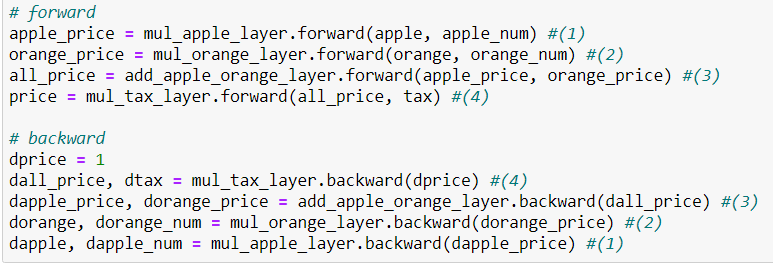 # forward
apple_price = mul_apple_layer.forward(apple, apple_num) #(1)
orange_price = mul_orange_layer.forward(orange, orange_num) #(2)
all_price = add_apple_orange_layer.forward(apple_price, orange_price) #(3)
price = mul_tax_layer.forward(all_price, tax) #(4)

# backward
dprice = 1
dall_price, dtax = mul_tax_layer.backward(dprice) #(4)
dapple_price, dorange_price = add_apple_orange_layer.backward(dall_price) #(3)
dorange, dorange_num = mul_orange_layer.backward(dorange_price) #(2)
dapple, dapple_num = mul_apple_layer.backward(dapple_price) #(1)